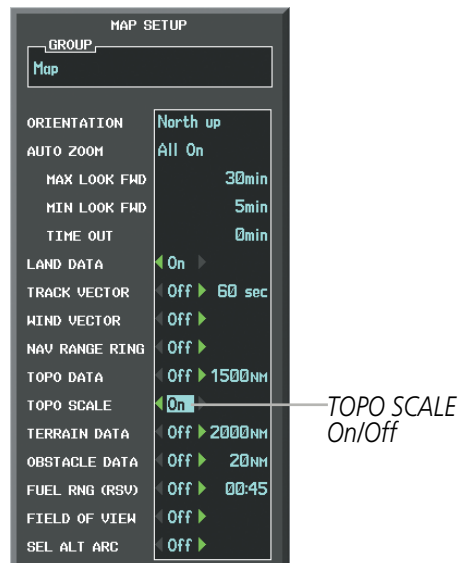 MAP SETUP
GROUP
Map
ORIENTATION North up
AUTO ZOOM All On
MAX LOOK FWD 30min
MIN LOOK FWD 5min
TIME OUT 0min
LAND DATA On
TRACK VECTOR Off 60 sec
WIND VECTOR Off
NAV RANGE RING Off
TOPO DATA Off 1500NM
TOPO SCALE On
TOPO SCALE
On/Off
TERRAIN DATA Off 2000NM
OBSTACLE DATA Off 20NM
FUEL RNG (RSV) Off 00:45
FIELD OF VIEW Off
SEL ALT ARC Off